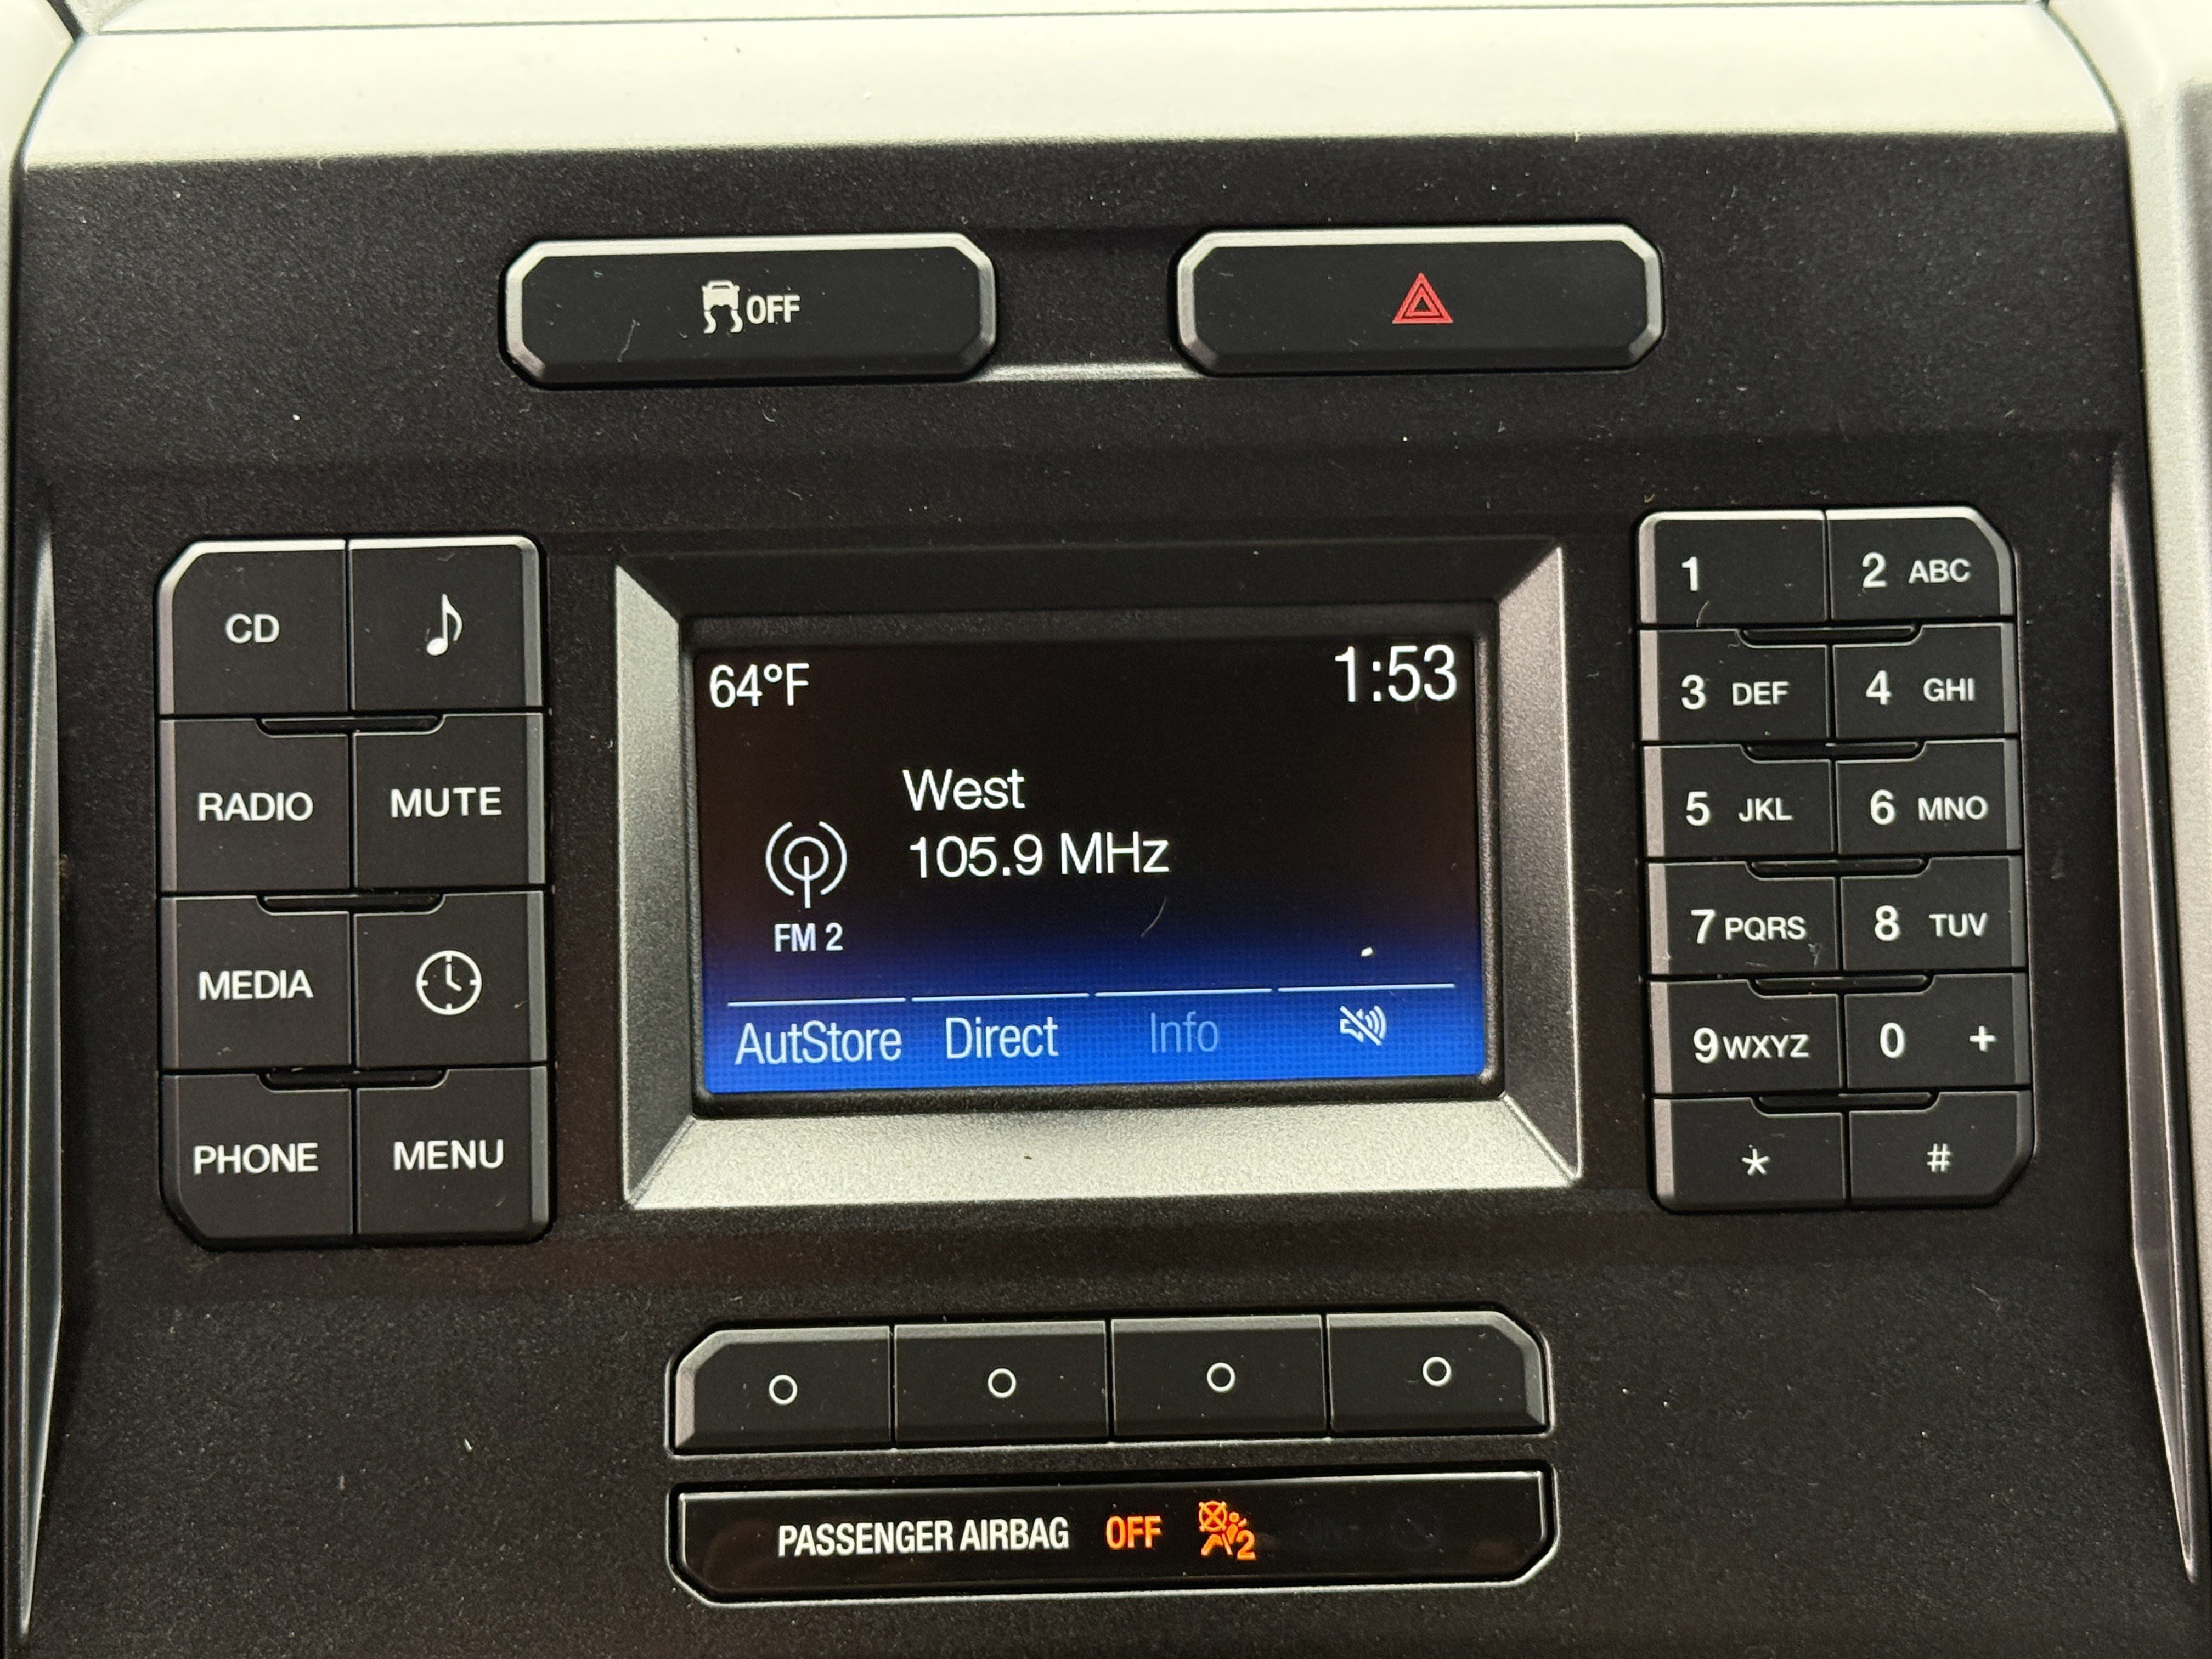 OFF
CD
RADIO
MUTE
MEDIA
PHONE
MENU
64°F
1:53
West
105.9 MHz
FM 2
AutStore
Direct
Info
1
2 ABC
3 DEF
4 GHI
5 JKL
6 MNO
7 PQRS
8 TUV
9 WXYZ
0 +
*
#
PASSENGER AIRBAG OFF 2